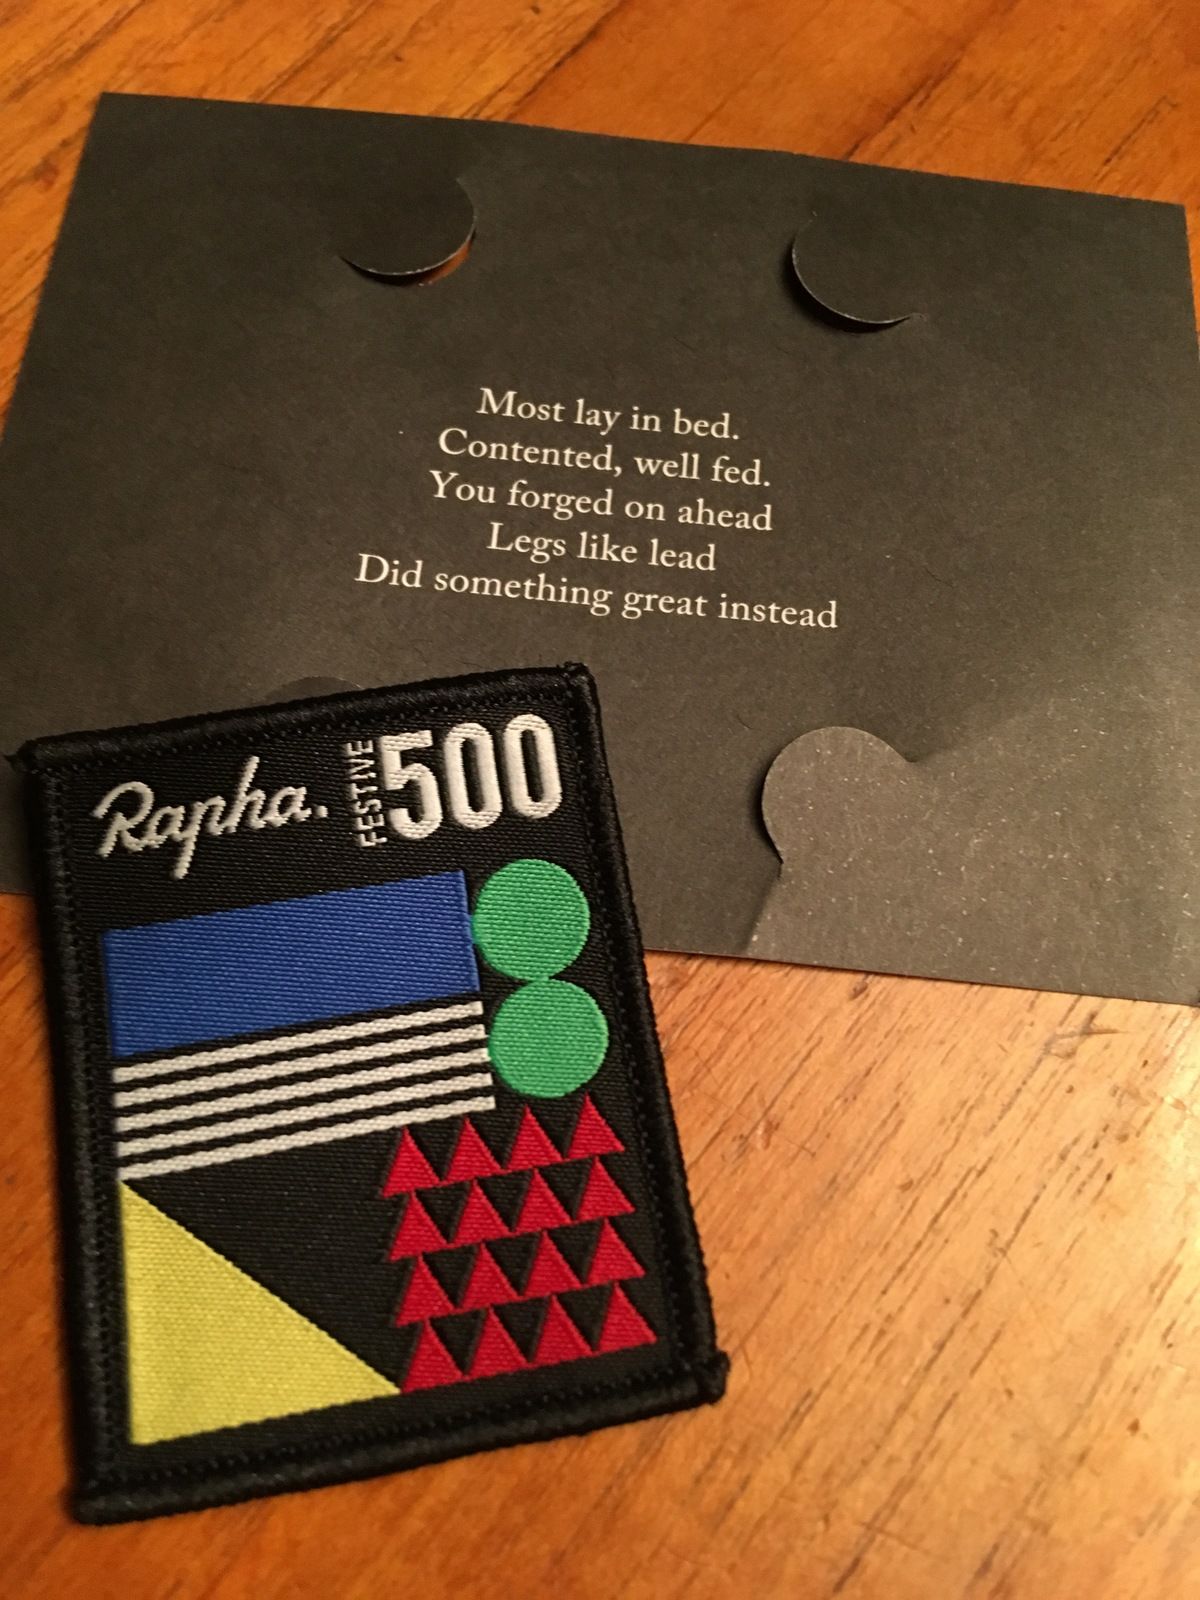 Most lay in bed.
Contented, well fed.
You forged on ahead
Legs like lead
Did something great instead
Rapha. FESTIVE 500